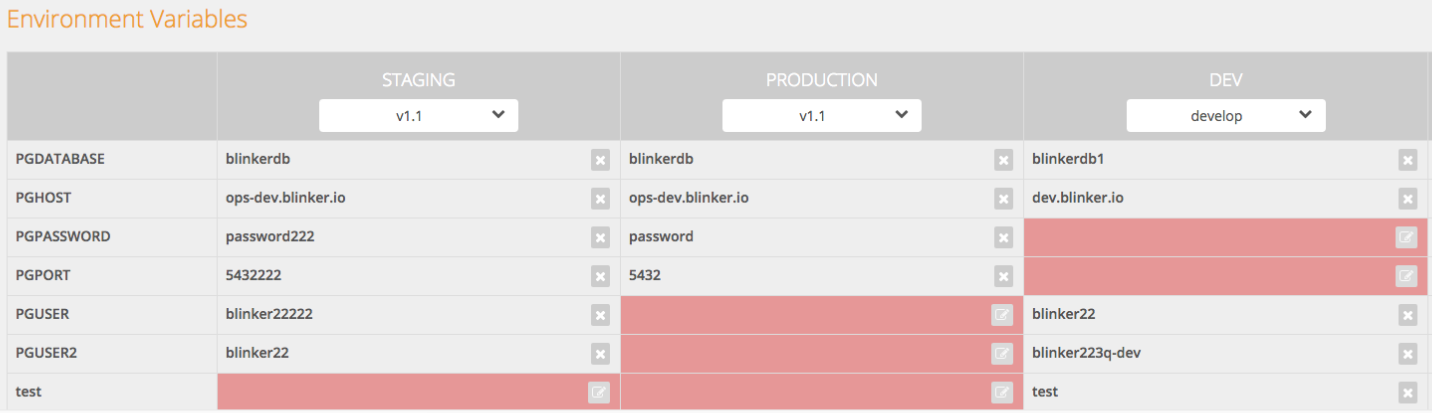 Environment Variables
STAGING PRODUCTION DEV
v1.1 v1.1 develop
PGDATABASE blinkerdb blinkerdb blinkerdb1
PGHOST ops-dev.blinker.io ops-dev.blinker.io dev.blinker.io
PGPASSWORD password222 password
PGPORT 5432222 5432
PGUSER blinker22222 blinker22
PGUSER2 blinker22 blinker223q-dev
test test